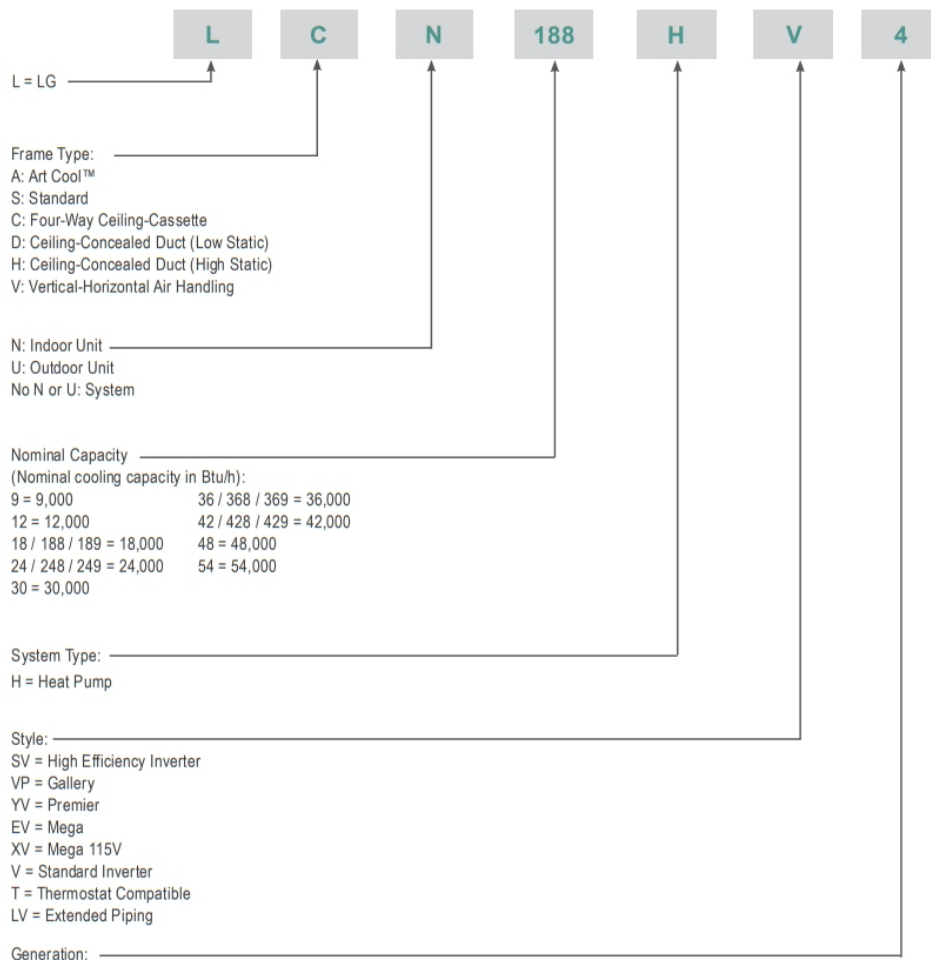 L C N 188 H V 4
L = LG
Frame Type:
A: Art Cool™
S: Standard
C: Four-Way Ceiling-Cassette
D: Ceiling-Concealed Duct (Low Static)
H: Ceiling-Concealed Duct (High Static)
V: Vertical-Horizontal Air Handling
N: Indoor Unit
U: Outdoor Unit
No N or U: System
Nominal Capacity
(Nominal cooling capacity in Btu/h):
9 = 9,000 36 / 368 / 369 = 36,000
12 = 12,000 42 / 428 / 429 = 42,000
18 / 188 / 189 = 18,000 48 = 48,000
24 / 248 / 249 = 24,000 54 = 54,000
30 = 30,000
System Type:
H = Heat Pump
Style:
SV = High Efficiency Inverter
VP = Gallery
YV = Premier
EV = Mega
XV = Mega 115V
V = Standard Inverter
T = Thermostat Compatible
LV = Extended Piping
Generation: